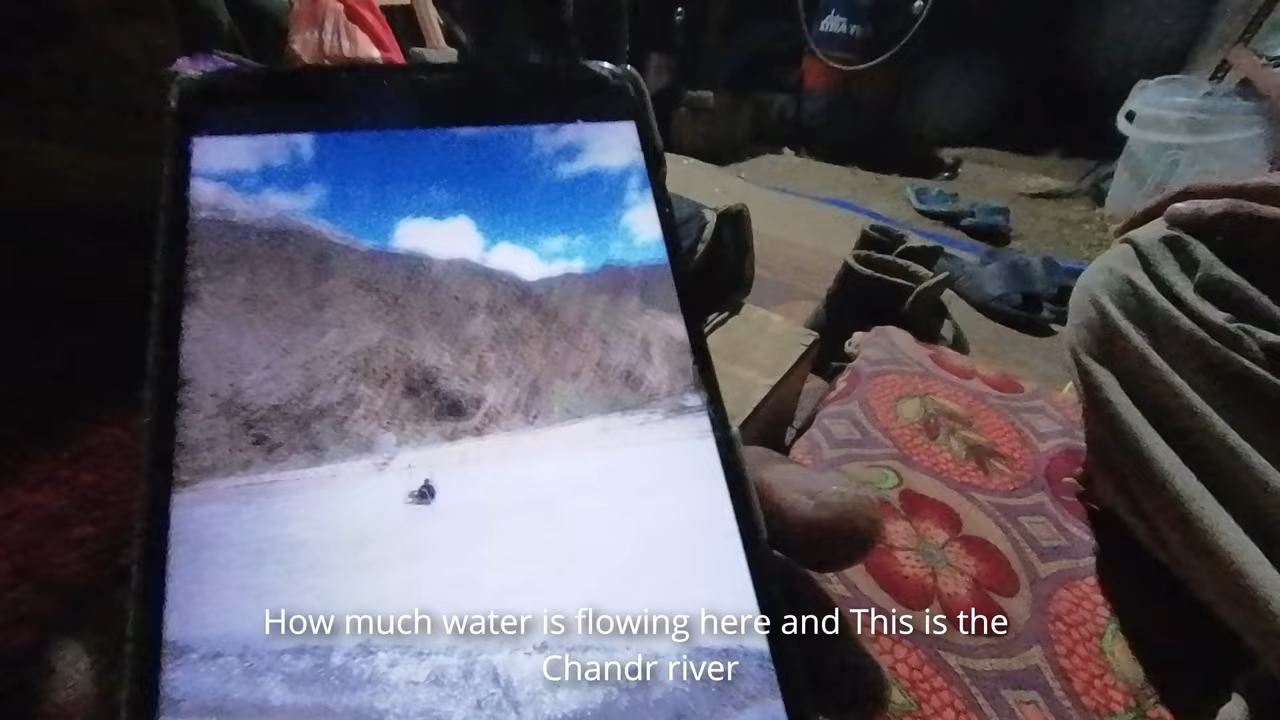 How much water is flowing here and This is the
Chandr river